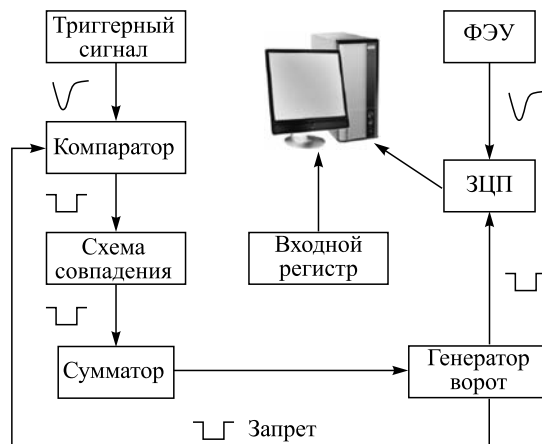 Триггерный
сигнал
ФЭУ
Компаратор
ЗЦП
Схема
совпадения
Входной
регистр
Сумматор
Генератор
ворот
Запрет